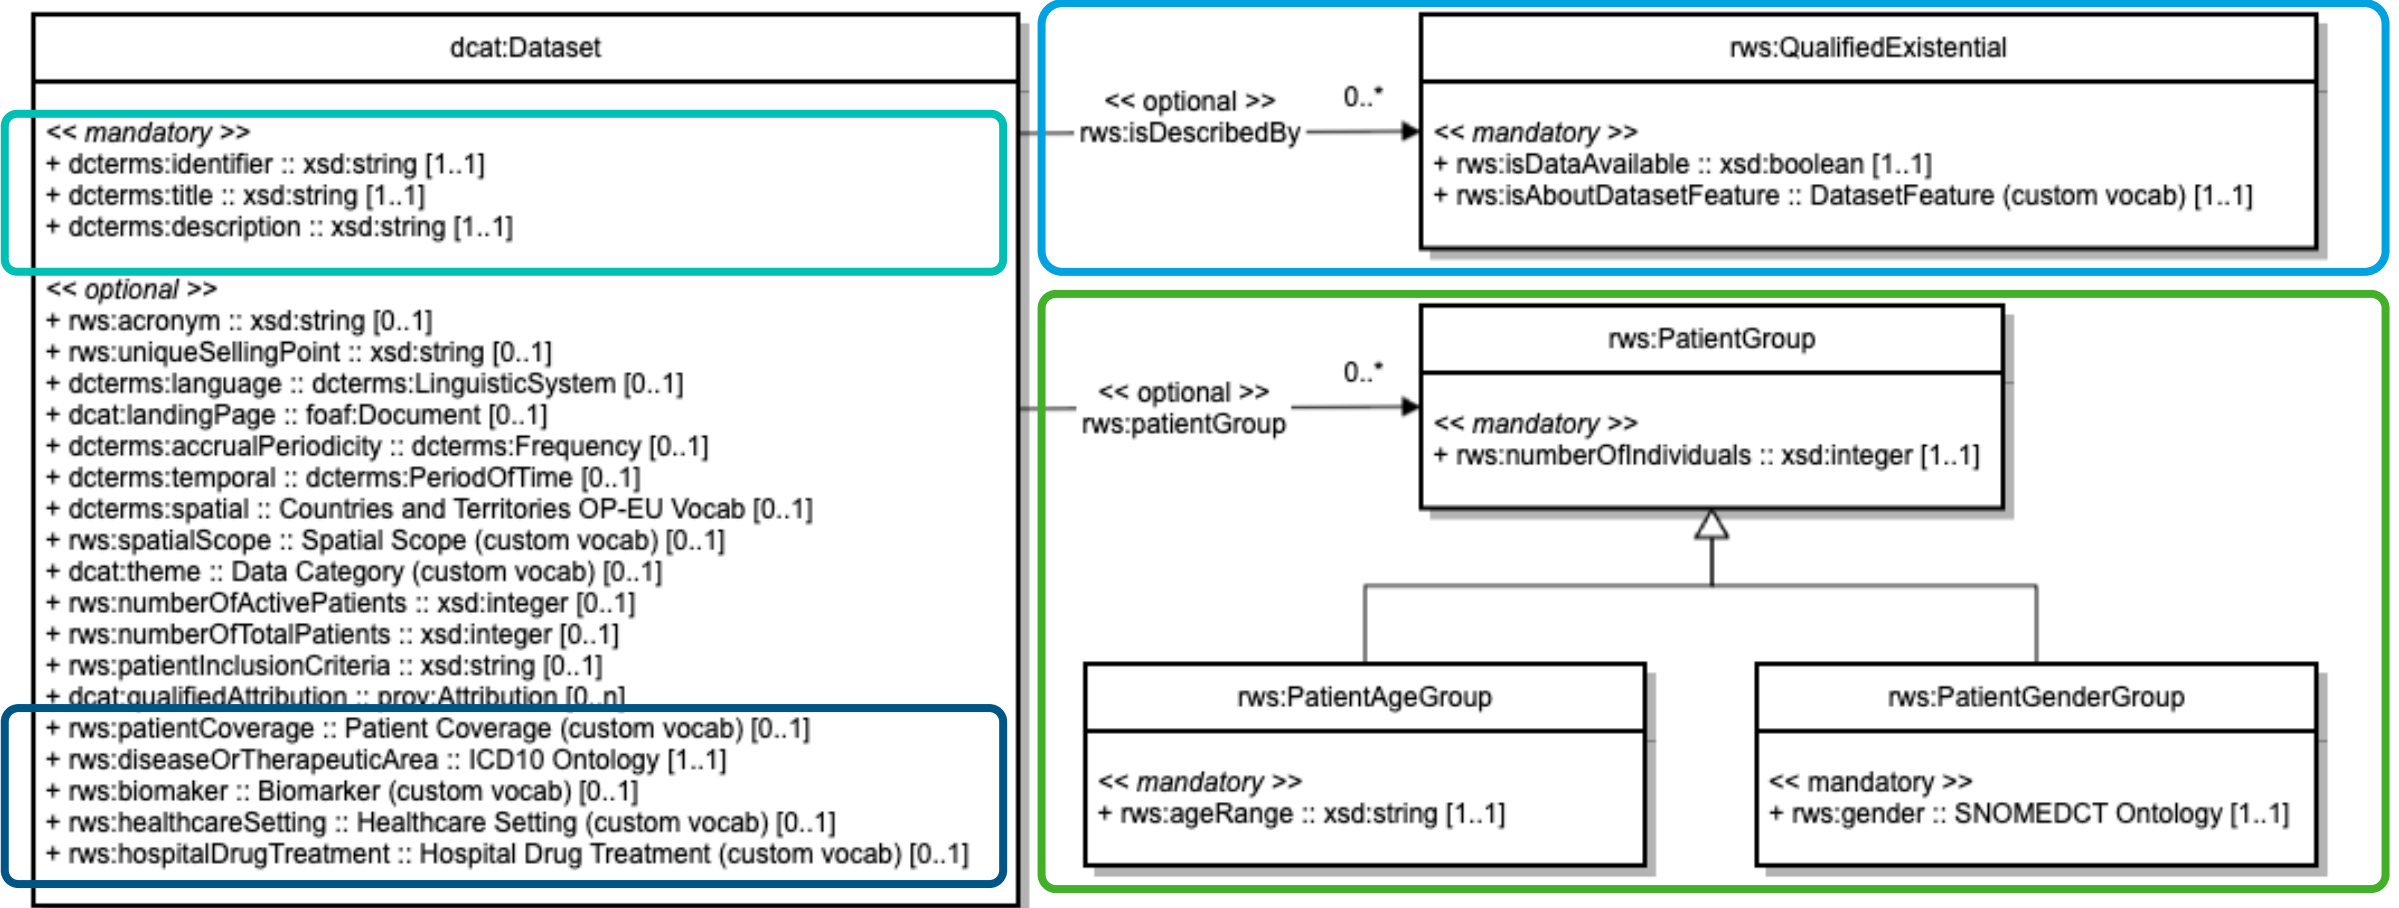 dcat:Dataset
<< mandatory >>
+ dcterms:identifier :: xsd:string [1..1]
+ dcterms:title :: xsd:string [1..1]
+ dcterms:description :: xsd:string [1..1]
<< optional >>
+ rws:acronym :: xsd:string [0..1]
+ rws:uniqueSellingPoint :: xsd:string [0..1]
+ dcterms:language :: dcterms:LinguisticSystem [0..1]
+ dcat:landingPage :: foaf:Document [0..1]
+ dcterms:accrualPeriodicity :: dcterms:Frequency [0..1]
+ dcterms:temporal :: dcterms:PeriodOfTime [0..1]
+ dcterms:spatial :: Countries and Territories OP-EU Vocab [0..1]
+ rws:spatialScope :: Spatial Scope (custom vocab) [0..1]
+ dcat:theme :: Data Category (custom vocab) [0..1]
+ rws:numberOfActivePatients :: xsd:integer [0..1]
+ rws:numberOfTotalPatients :: xsd:integer [0..1]
+ rws:patientInclusionCriteria :: xsd:string [0..1]
+ dcat:qualifiedAttribution :: prov:Attribution [0..n]
+ rws:patientCoverage :: Patient Coverage (custom vocab) [0..1]
+ rws:diseaseOrTherapeuticArea :: ICD10 Ontology [1..1]
+ rws:biomaker :: Biomarker (custom vocab) [0..1]
+ rws:healthcareSetting :: Healthcare Setting (custom vocab) [0..1]
+ rws:hospitalDrugTreatment :: Hospital Drug Treatment (custom vocab) [0..1]
<< optional >>
rws:isDescribedBy
0..*
rws:QualifiedExistential
<< mandatory >>
+ rws:isDataAvailable :: xsd:boolean [1..1]
+ rws:isAboutDatasetFeature :: DatasetFeature (custom vocab) [1..1]
<< optional >>
rws:patientGroup
0..*
rws:PatientGroup
<< mandatory >>
+ rws:numberOfIndividuals :: xsd:integer [1..1]
rws:PatientAgeGroup
<< mandatory >>
+ rws:ageRange :: xsd:string [1..1]
rws:PatientGenderGroup
<< mandatory >>
+ rws:gender :: SNOMEDCT Ontology [1..1]